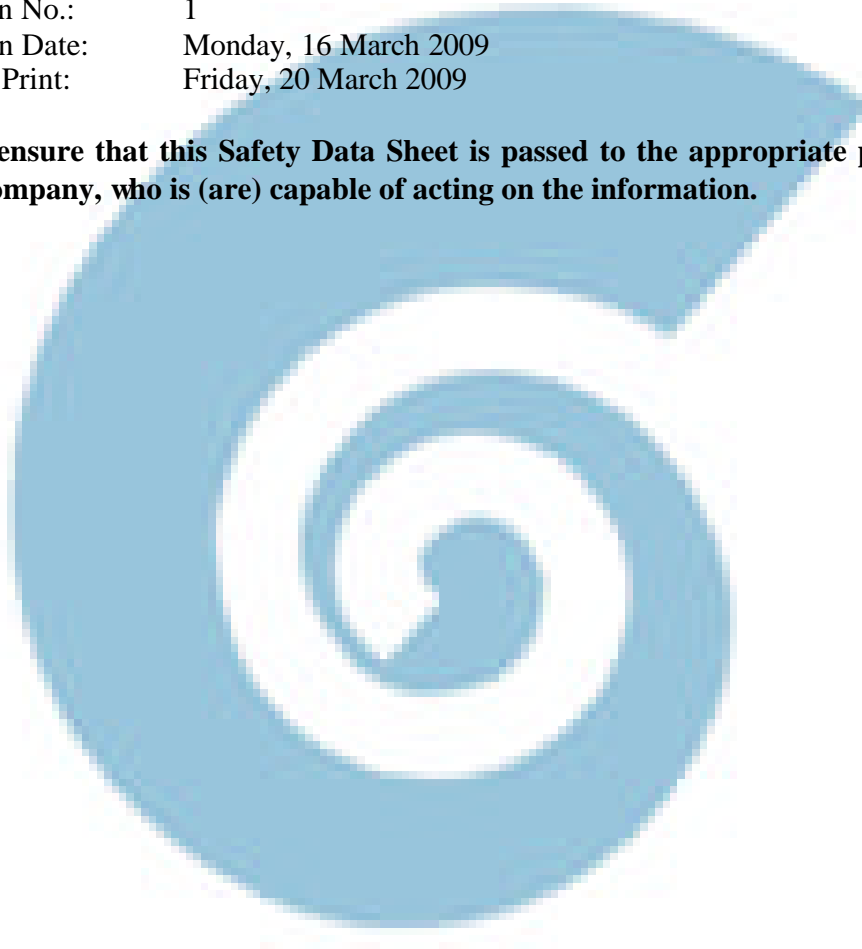 n No.: 1
n Date: Monday, 16 March 2009
Print: Friday, 20 March 2009
ensure that this Safety Data Sheet is passed to the appropriate p
ompany, who is (are) capable of acting on the information.